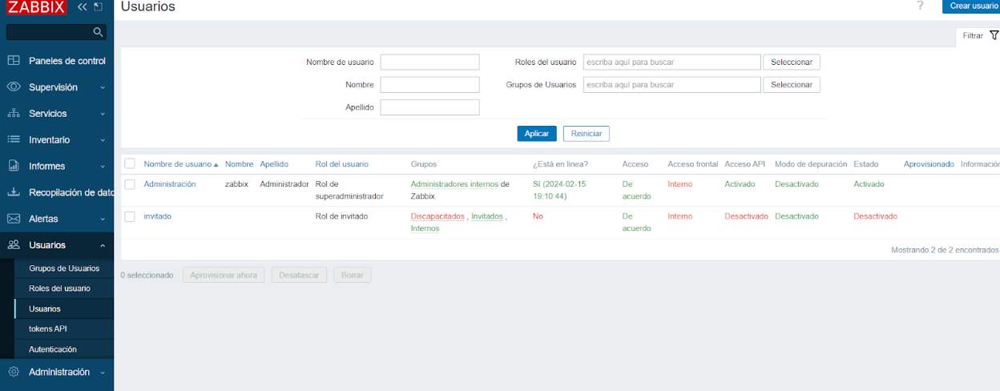 ZABBIX
Usuarios
?
Crear usuario
Filtrar
Paneles de control
Supervisión
Servicios
Inventario
Informes
Recopilación de datc
Alertas
Usuarios
Grupos de Usuarios
Roles del usuario
Usuarios
tokens API
Autenticación
Administración
Nombre de usuario
Roles del usuario escriba aquí para buscar Seleccionar
Nombre
Grupos de Usuarios escriba aquí para buscar Seleccionar
Apellido
Aplicar Reiniciar
Nombre de usuario Nombre Apellido Rol del usuario Grupos ¿Está en linea? Acceso Acceso frontal Acceso API Modo de depuración Estado Aprovisionado Información
Administración zabbix Administrador Rol de Administradores internos de Sí (2024-02-15 De Interno Activado Desactivado Activado
superadministrador Zabbix. 19:10:44) acuerdo
invitado Rol de invitado Discapacitados , Invitados , No De Interno Desactivado Desactivado Desactivado
Internos acuerdo
Mostrando 2 de 2 encontrados
0 seleccionado Aprovisionar ahora Desatascar Borrar